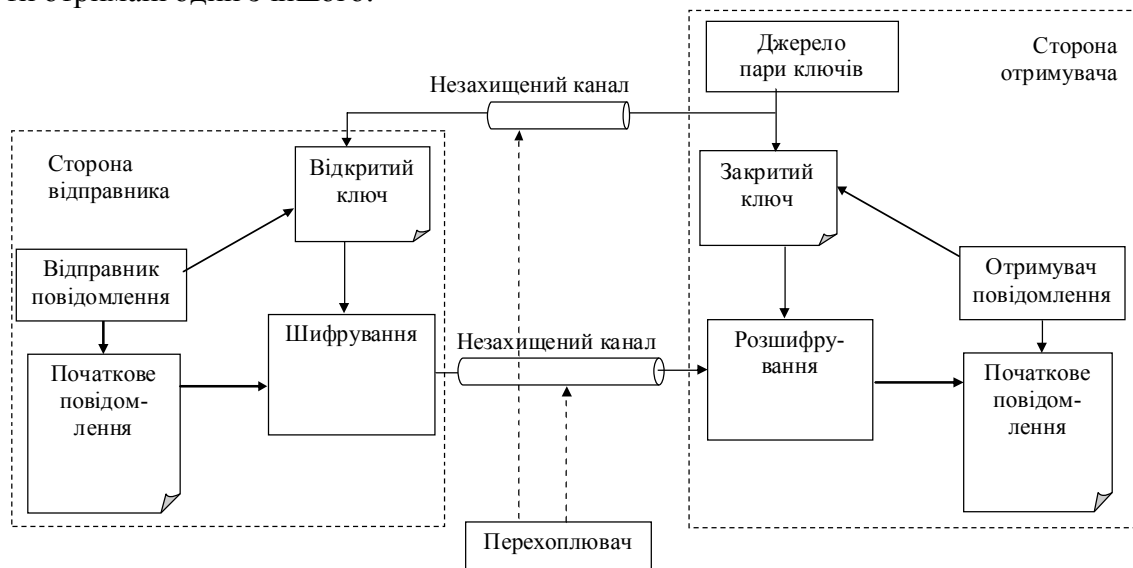 Джерело
пари ключів
Сторона
отримувача
Незахищений канал
Сторона
відправника
Відкритий
ключ
Закритий
ключ
Відправник
повідомлення
Отримувач
повідомлення
Шифрування
Незахищений канал
Розшифру-
вання
Початкове
повідом-
лення
Початкове
повідом-
лення
Перехоплювач